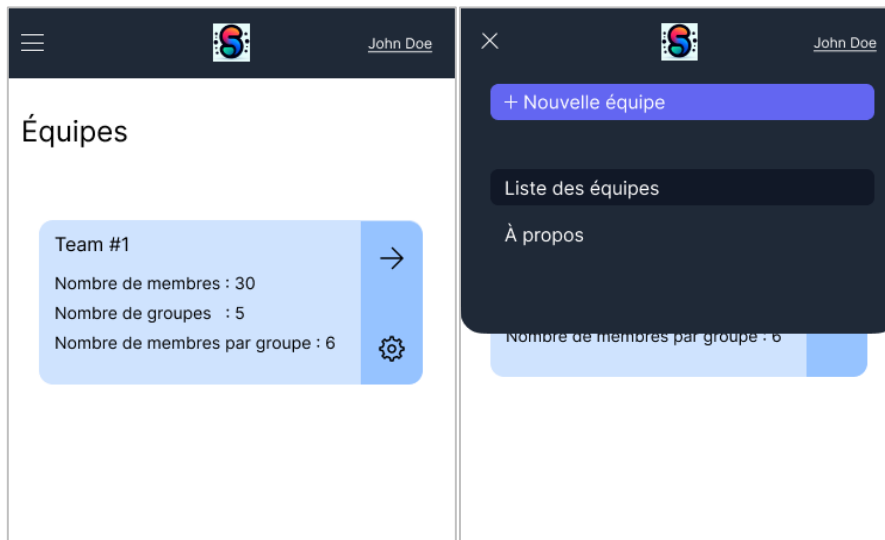 John Doe
Équipes
Team #1
Nombre de membres : 30
Nombre de groupes : 5
Nombre de membres par groupe : 6
S
John Doe
+ Nouvelle équipe
Liste des équipes
À propos
Nombre de membres par groupe : 6